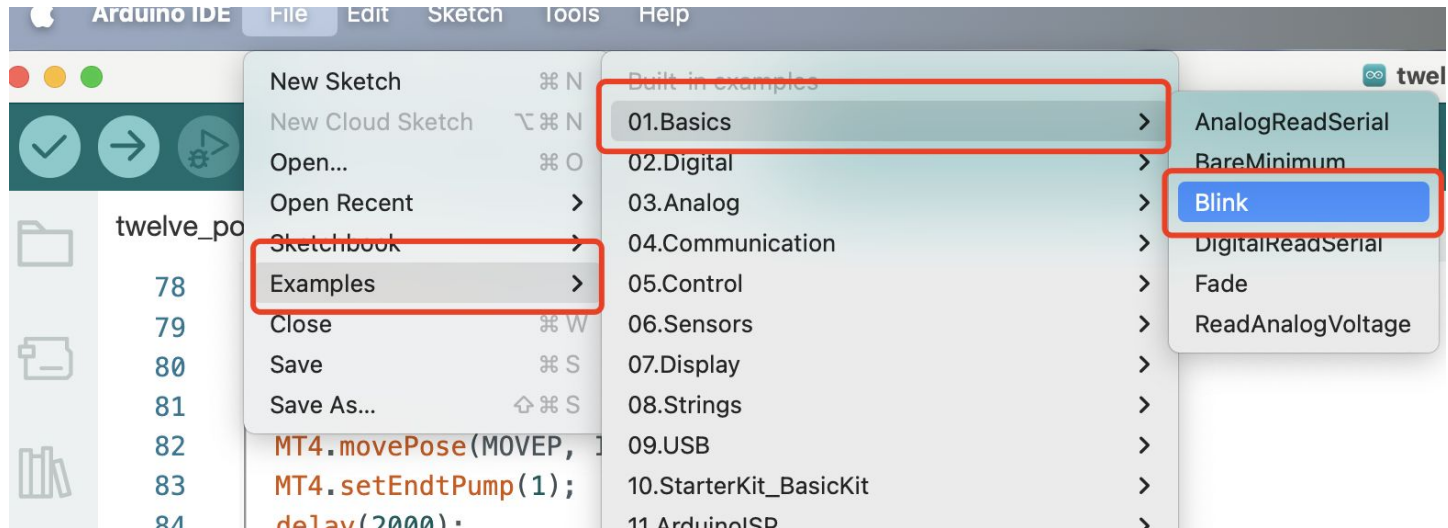 Arduino IDE File Edit Sketch Tools Help
twel
New Sketch ⌘ N
New Cloud Sketch ⌥ ⌘ N
Open... ⌘ O
Open Recent >
Sketchbook >
Examples >
Close ⌘ W
Save ⌘ S
Save As... ⇧ ⌘ S
Built-in examples
01.Basics >
02.Digital >
03.Analog >
04.Communication >
05.Control >
06.Sensors >
07.Display >
08.Strings >
09.USB >
10.StarterKit_BasicKit >
11.ArduinoISP >
AnalogReadSerial
BareMinimum
Blink
DigitalReadSerial
Fade
ReadAnalogVoltage
twelve_po
78
79
80
81
82 MT4.movePose(MOVEP,
83 MT4.setEndtPump(1);
84 delay(2000);